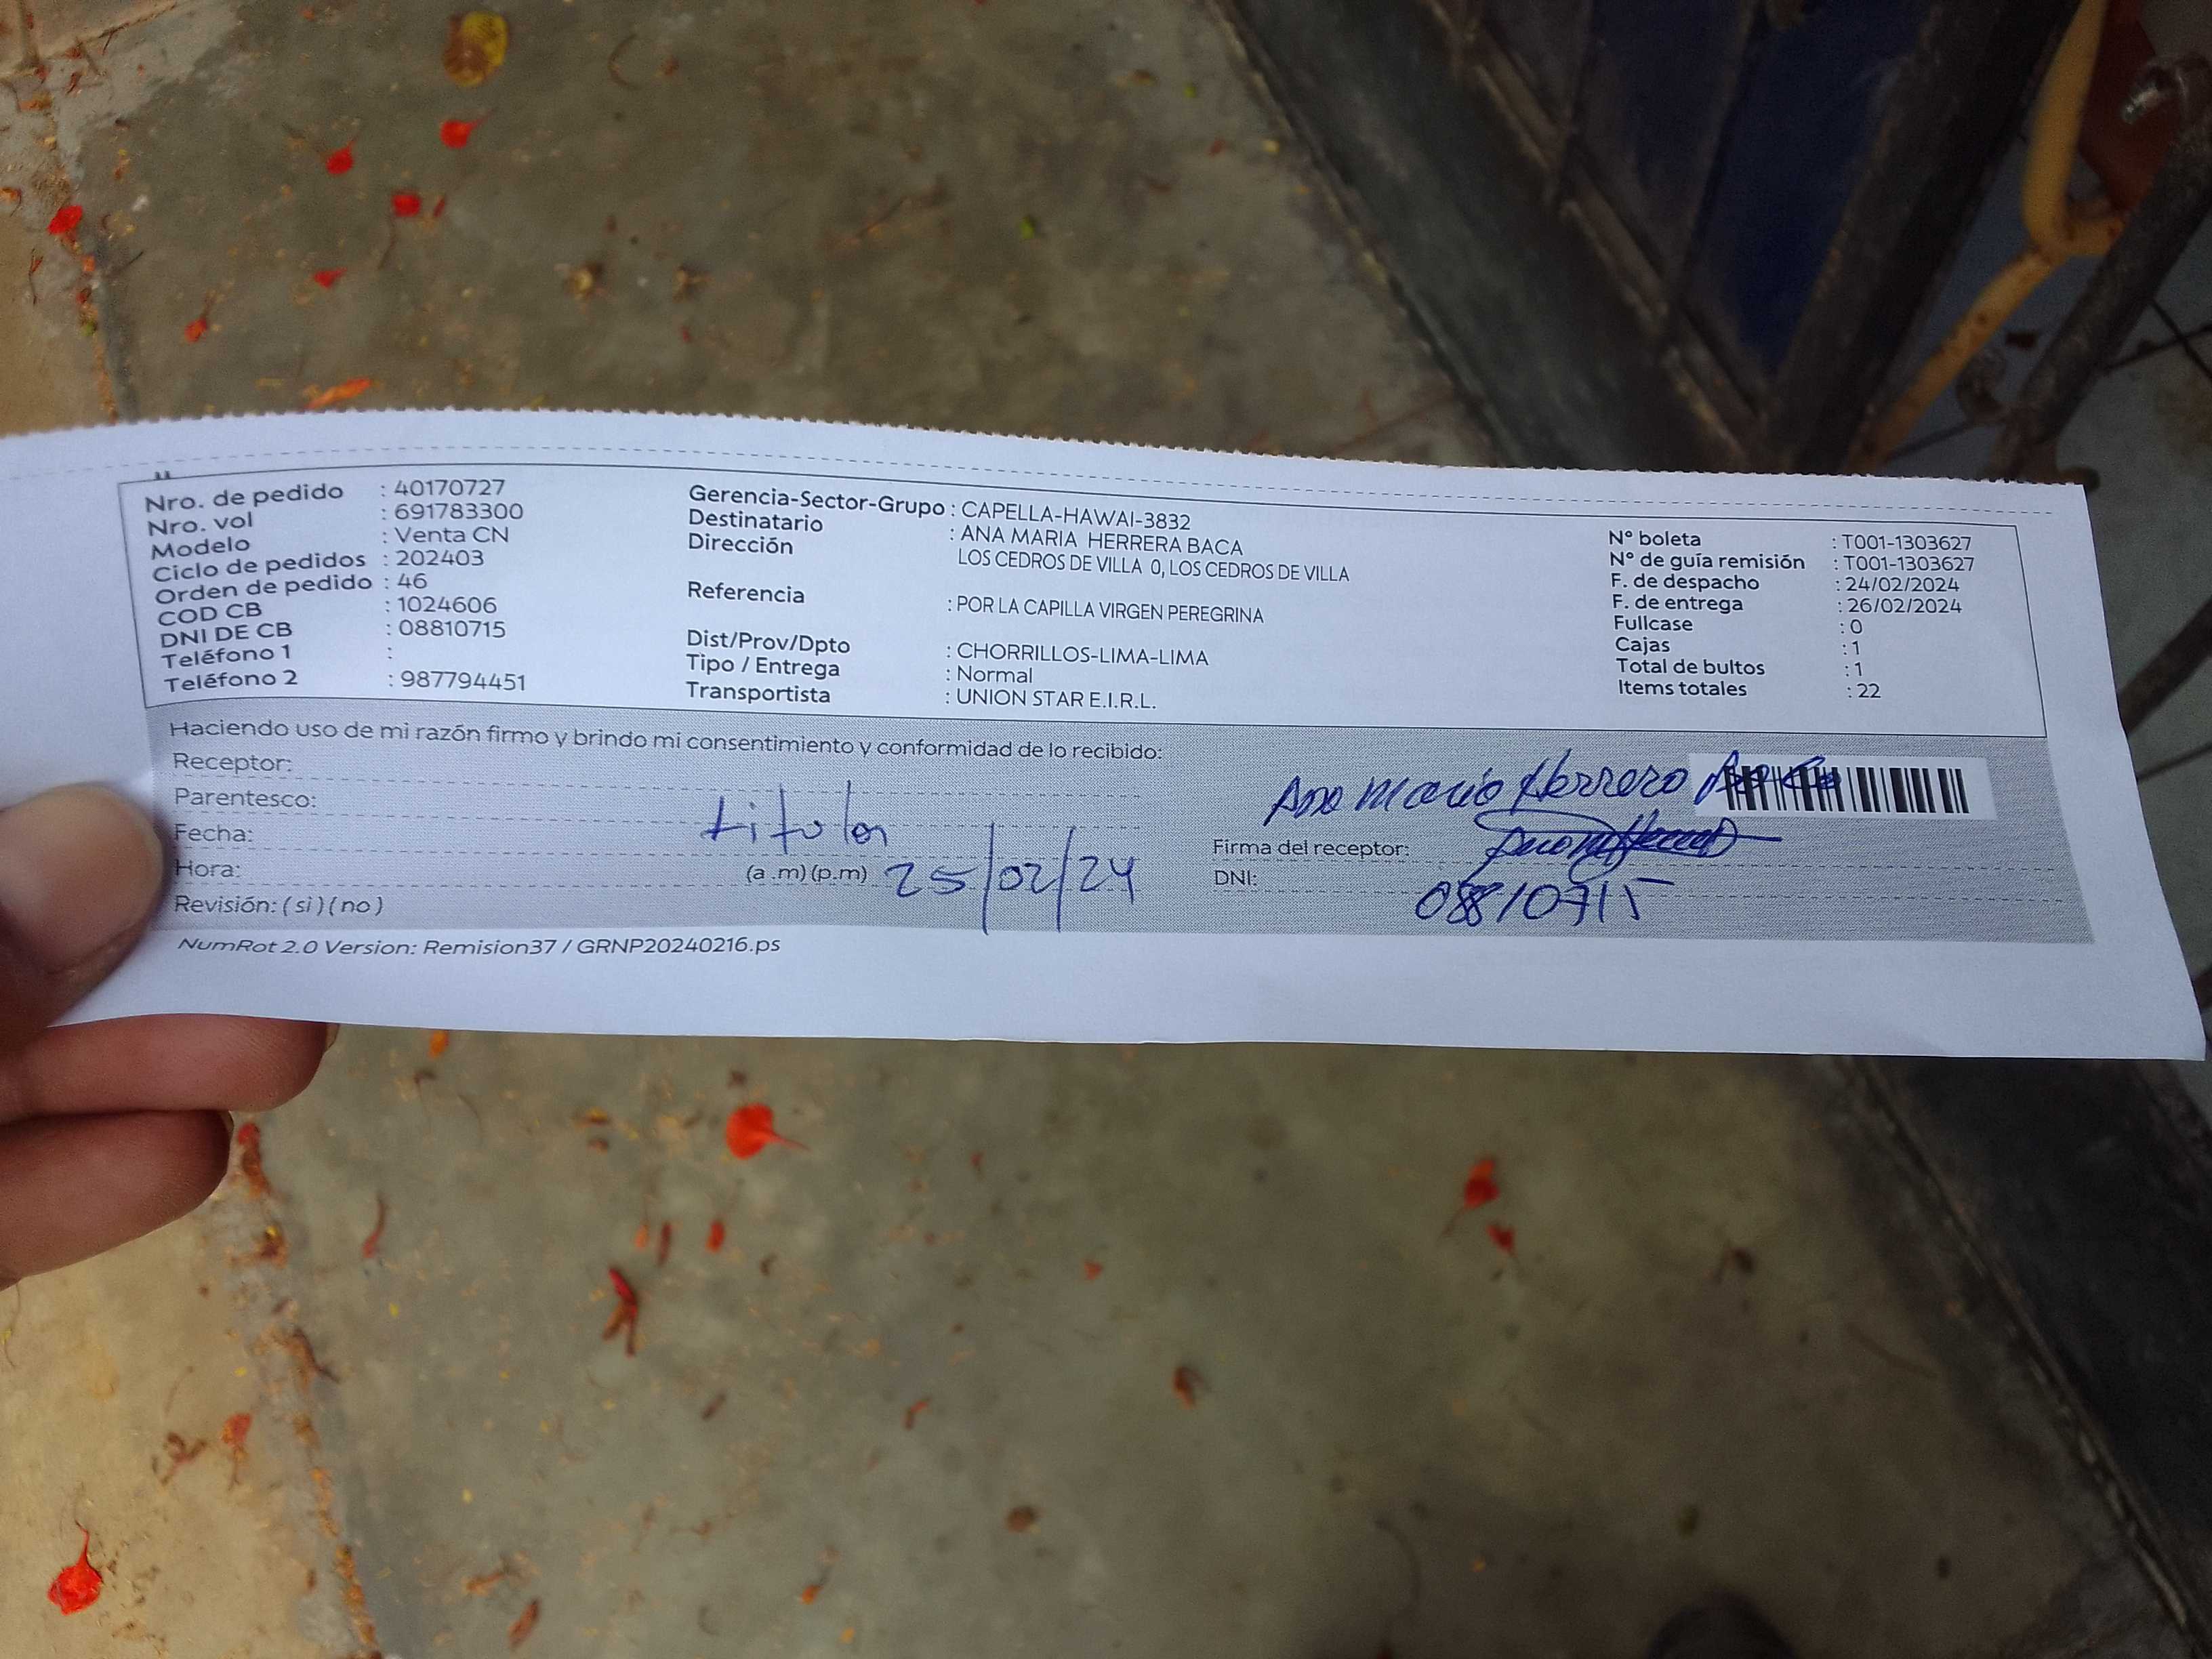 Nro. de pedido : 40170727
Nro. vol : 691783300
Modelo : Venta CN
Ciclo de pedidos : 202403
Orden de pedido : 46
COD CB : 1024606
DNI DE CB : 08810715
Teléfono 1 :
Teléfono 2 : 987794451
Gerencia-Sector-Grupo : CAPELLA-HAWAI-3832
Destinatario : ANA MARIA HERRERA BACA
Dirección LOS CEDROS DE VILLA 0, LOS CEDROS DE VILLA
Referencia : POR LA CAPILLA VIRGEN PEREGRINA
Dist/Prov/Dpto : CHORRILLOS-LIMA-LIMA
Tipo / Entrega : Normal
Transportista : UNION STAR E.I.R.L.
N° boleta : T001-1303627
N° de guía remisión : T001-1303627
F. de despacho : 24/02/2024
F. de entrega : 26/02/2024
Fullcase : 0
Cajas : 1
Total de bultos : 1
Items totales : 22
Haciendo uso de mi razón firmo y brindo mi consentimiento y conformidad de lo recibido:
Receptor:
Parentesco: titular
Fecha:
Hora: (a .m) (p.m) 25/02/24
Revisión: ( si ) ( no )
Ana Maria Herrera Baca
Firma del receptor:
DNI: 08810715
NumRot 2.0 Version: Remision37 / GRNP20240216.ps